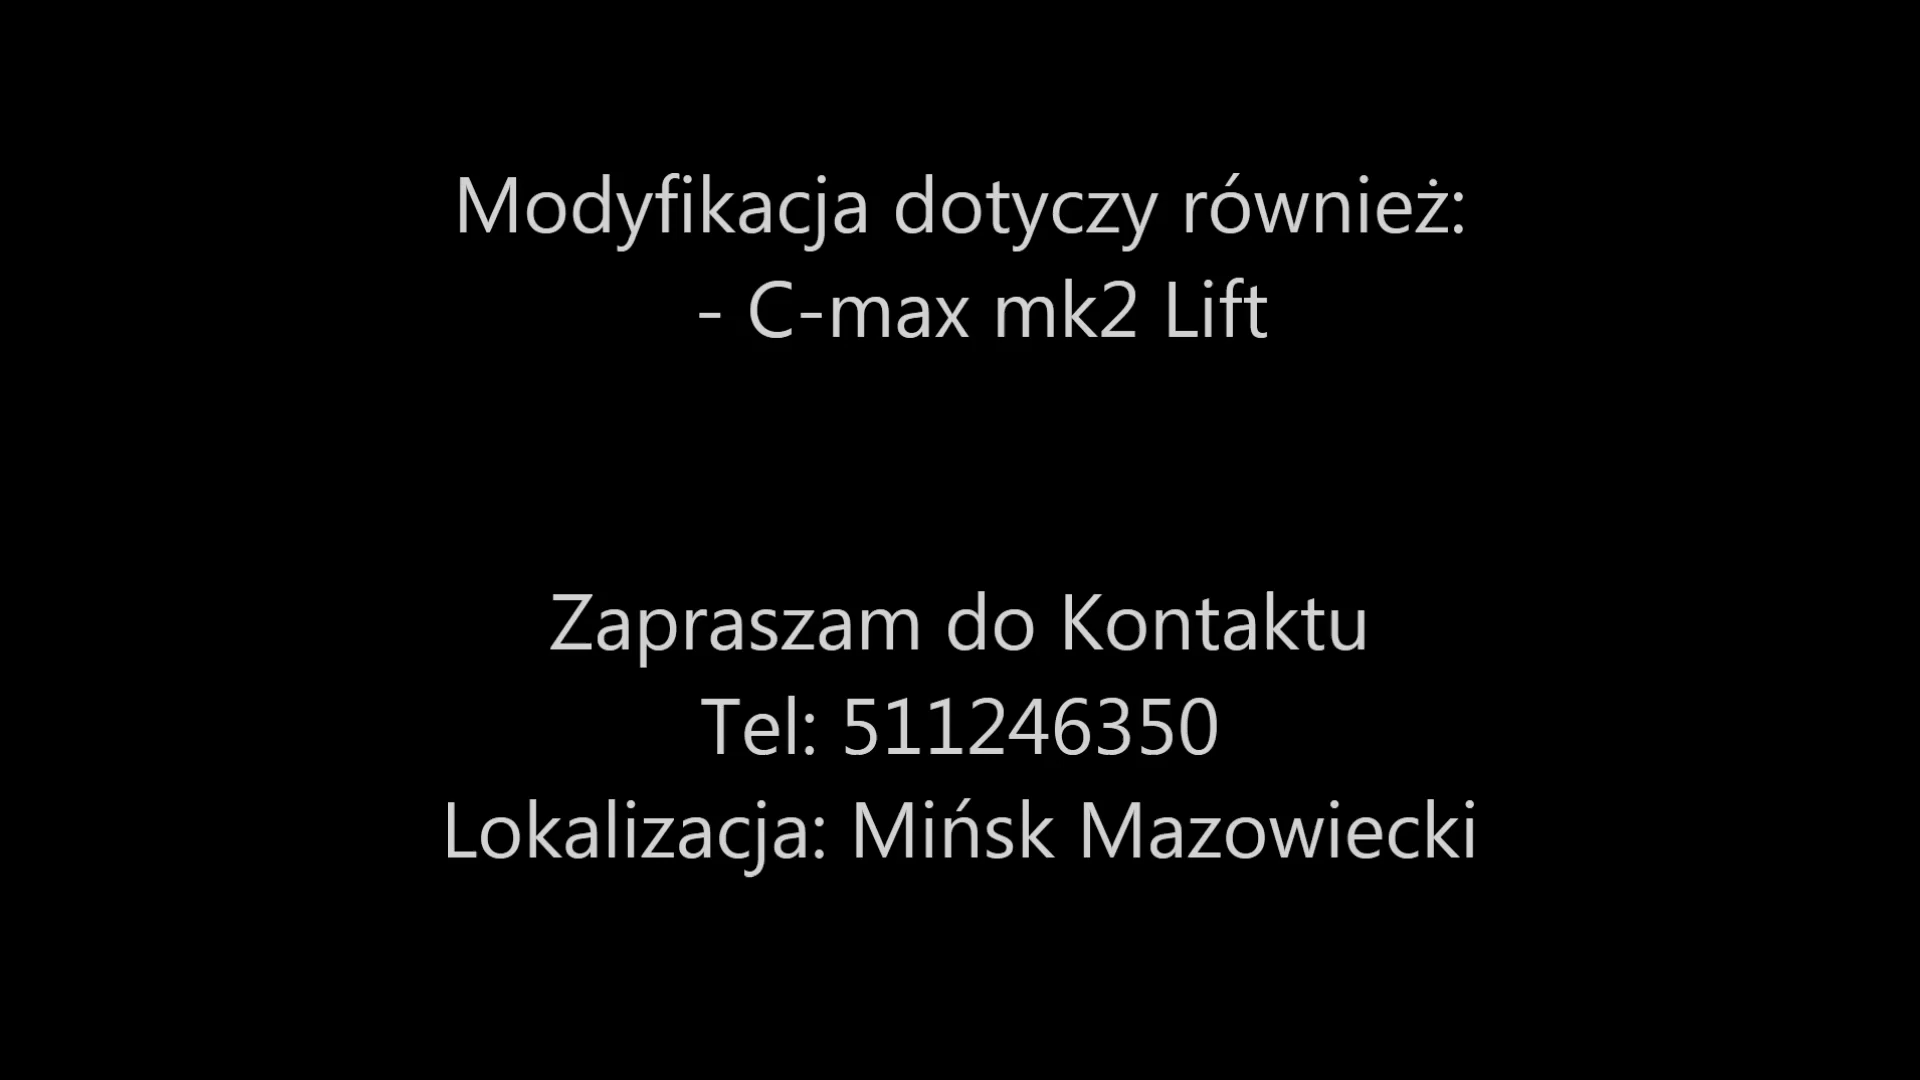 Modyfikacja dotyczy również:
- C-max mk2 Lift
Zapraszam do Kontaktu
Tel: 511246350
Lokalizacja: Mińsk Mazowiecki